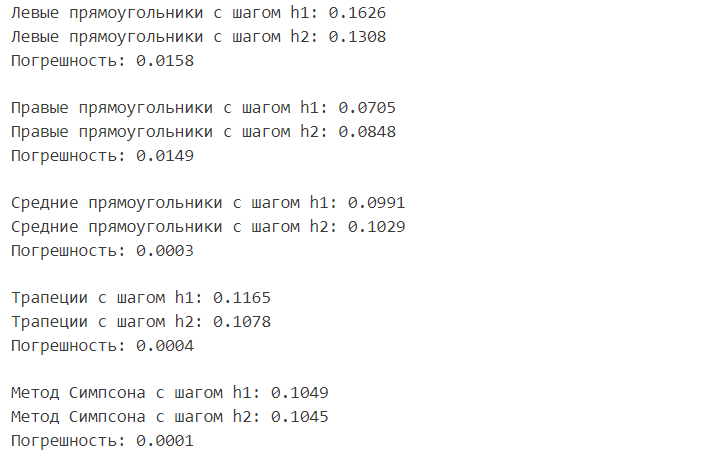 Левые прямоугольники с шагом h1: 0.1626
Левые прямоугольники с шагом h2: 0.1308
Погрешность: 0.0158
Правые прямоугольники с шагом h1: 0.0705
Правые прямоугольники с шагом h2: 0.0848
Погрешность: 0.0149
Средние прямоугольники с шагом h1: 0.0991
Средние прямоугольники с шагом h2: 0.1029
Погрешность: 0.0003
Трапеции с шагом h1: 0.1165
Трапеции с шагом h2: 0.1078
Погрешность: 0.0004
Метод Симпсона с шагом h1: 0.1049
Метод Симпсона с шагом h2: 0.1045
Погрешность: 0.0001